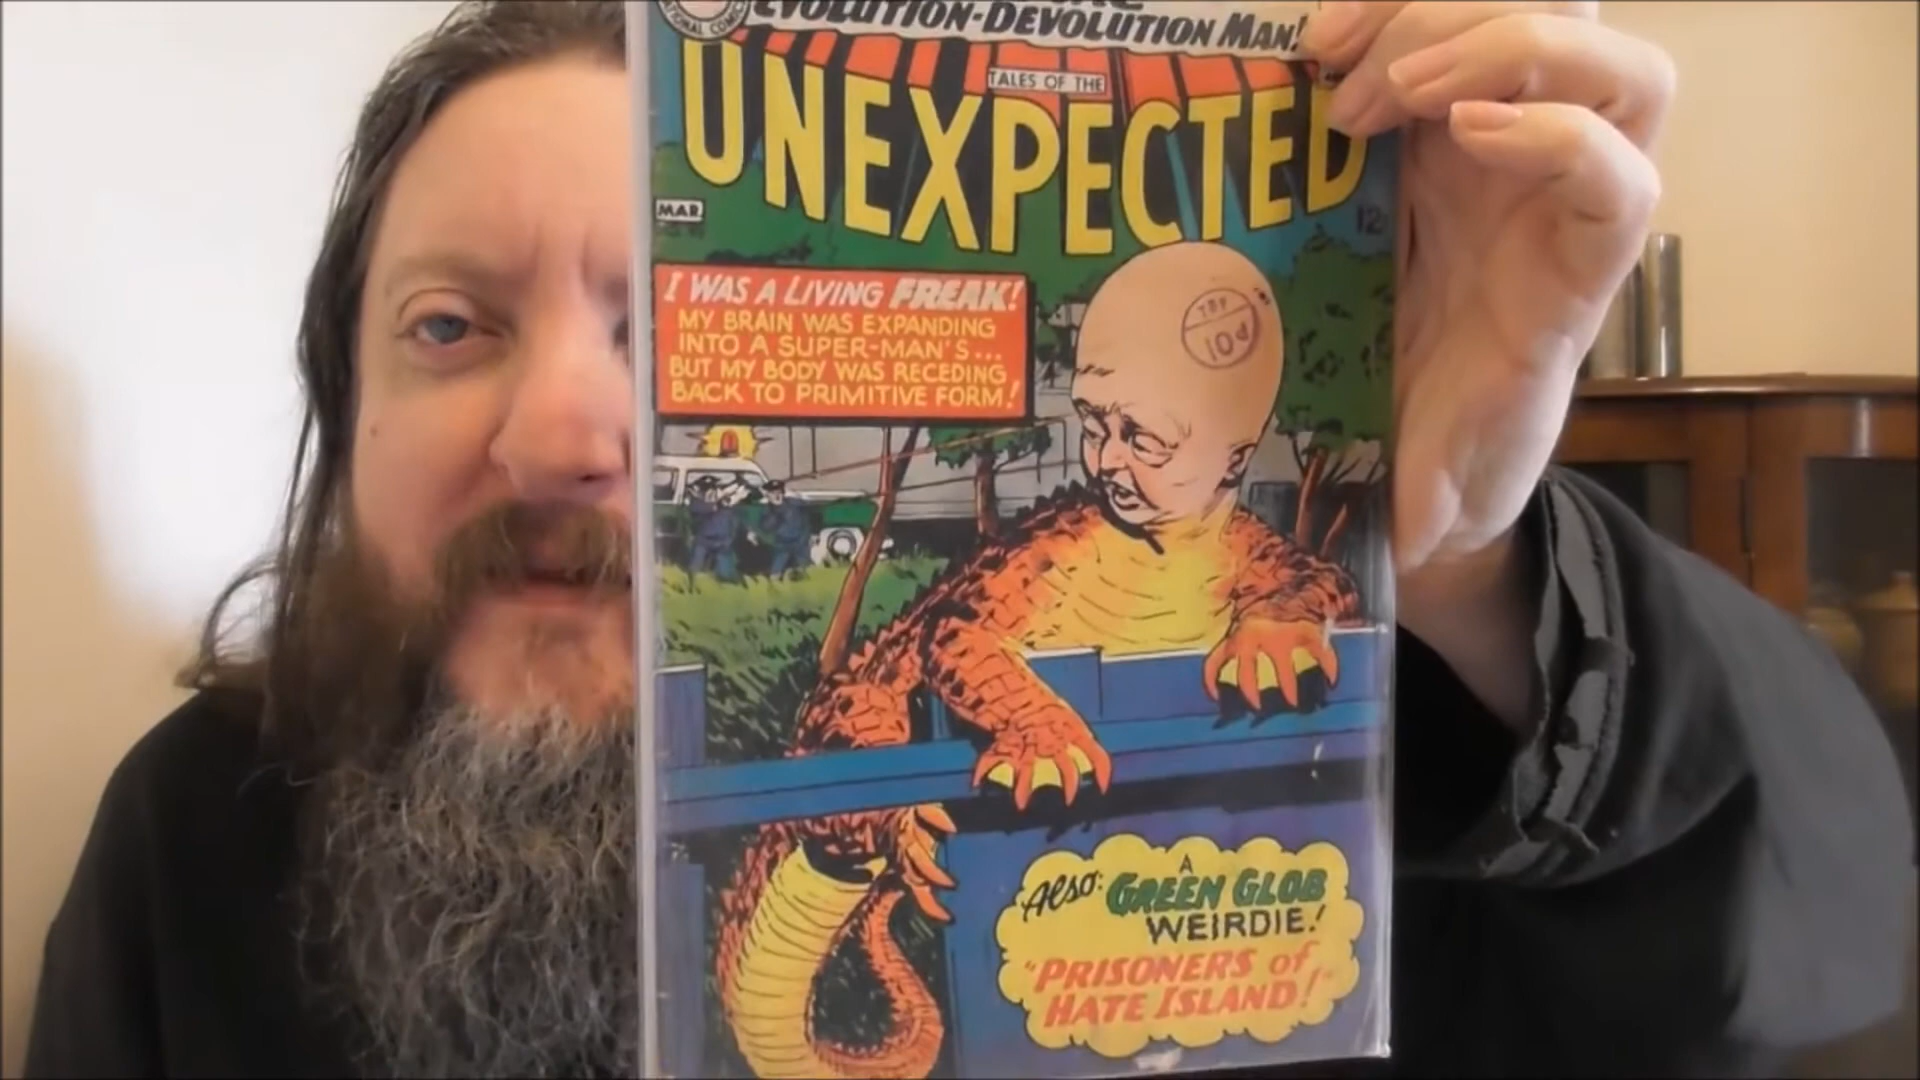 EVOLUTION-DEVOLUTION MAN!
TALES OF THE
UNEXPECTED
MAR.
12¢
I WAS A LIVING FREAK!
MY BRAIN WAS EXPANDING
INTO A SUPER-MAN'S...
BUT MY BODY WAS RECEDING
BACK TO PRIMITIVE FORM!
10d
Also: A GREEN GLOB
WEIRDIE!
"PRISONERS of
HATE ISLAND!"